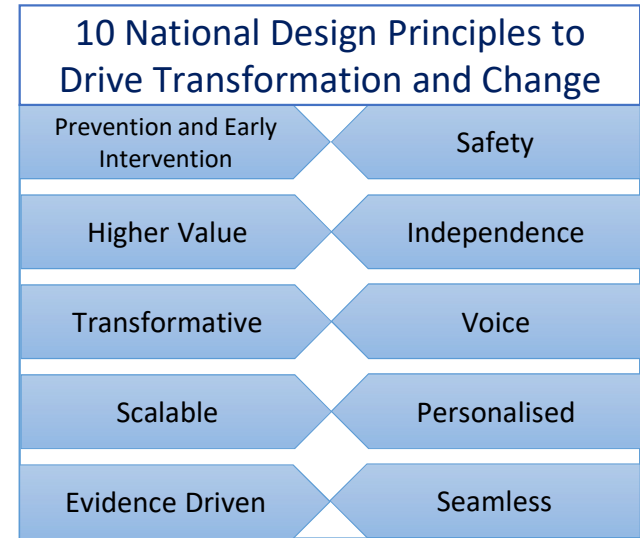 10 National Design Principles to
Drive Transformation and Change
Prevention and Early
Intervention
Safety
Higher Value
Independence
Transformative
Voice
Scalable
Personalised
Evidence Driven
Seamless